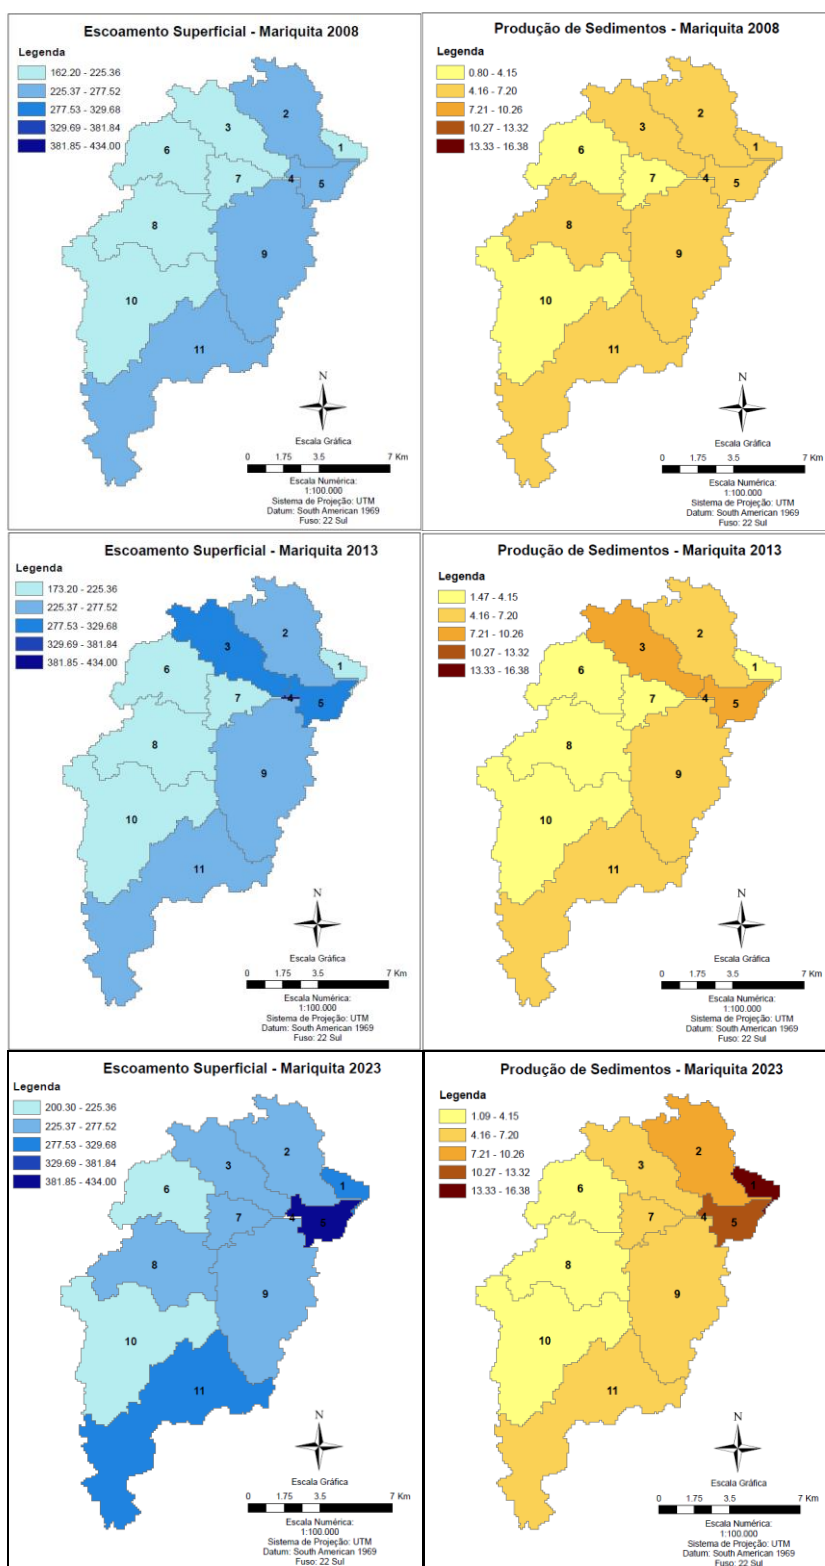 Escoamento Superficial - Mariquita 2008
Legenda
162.20 - 225.36
225.37 - 277.52
277.53 - 329.68
329.69 - 381.84
381.85 - 434.00
2
3
1
6
7
4
5
8
9
10
11
N
Escala Gráfica
0 1.75 3.5 7 Km
Escala Numérica:
1:100.000
Sistema de Projeção: UTM
Datum: South American 1969
Fuso: 22 Sul
Produção de Sedimentos - Mariquita 2008
Legenda
0.80 - 4.15
4.16 - 7.20
7.21 - 10.26
10.27 - 13.32
13.33 - 16.38
2
3
1
6
7
4
5
8
9
10
11
N
Escala Gráfica
0 1.75 3.5 7 Km
Escala Numérica:
1:100.000
Sistema de Projeção: UTM
Datum: South American 1969
Fuso: 22 Sul
Escoamento Superficial - Mariquita 2013
Legenda
173.20 - 225.36
225.37 - 277.52
277.53 - 329.68
329.69 - 381.84
381.85 - 434.00
2
3
1
6
7
4
5
8
9
10
11
N
Escala Gráfica
0 1.75 3.5 7 Km
Escala Numérica:
1:100.000
Sistema de Projeção: UTM
Datum: South American 1969
Fuso: 22 Sul
Produção de Sedimentos - Mariquita 2013
Legenda
1.47 - 4.15
4.16 - 7.20
7.21 - 10.26
10.27 - 13.32
13.33 - 16.38
2
3
1
6
7
4
5
8
9
10
11
N
Escala Gráfica
0 1.75 3.5 7 Km
Escala Numérica:
1:100.000
Sistema de Projeção: UTM
Datum: South American 1969
Fuso: 22 Sul
Escoamento Superficial - Mariquita 2023
Legenda
200.30 - 225.36
225.37 - 277.52
277.53 - 329.68
329.69 - 381.84
381.85 - 434.00
2
3
1
6
7
4
5
8
9
10
11
N
Escala Gráfica
0 1.75 3.5 7 Km
Escala Numérica:
1:100.000
Sistema de Projeção: UTM
Datum: South American 1969
Fuso: 22 Sul
Produção de Sedimentos - Mariquita 2023
Legenda
1.09 - 4.15
4.16 - 7.20
7.21 - 10.26
10.27 - 13.32
13.33 - 16.38
2
3
1
6
7
4
5
8
9
10
11
N
Escala Gráfica
0 1.75 3.5 7 Km
Escala Numérica:
1:100.000
Sistema de Projeção: UTM
Datum: South American 1969
Fuso: 22 Sul